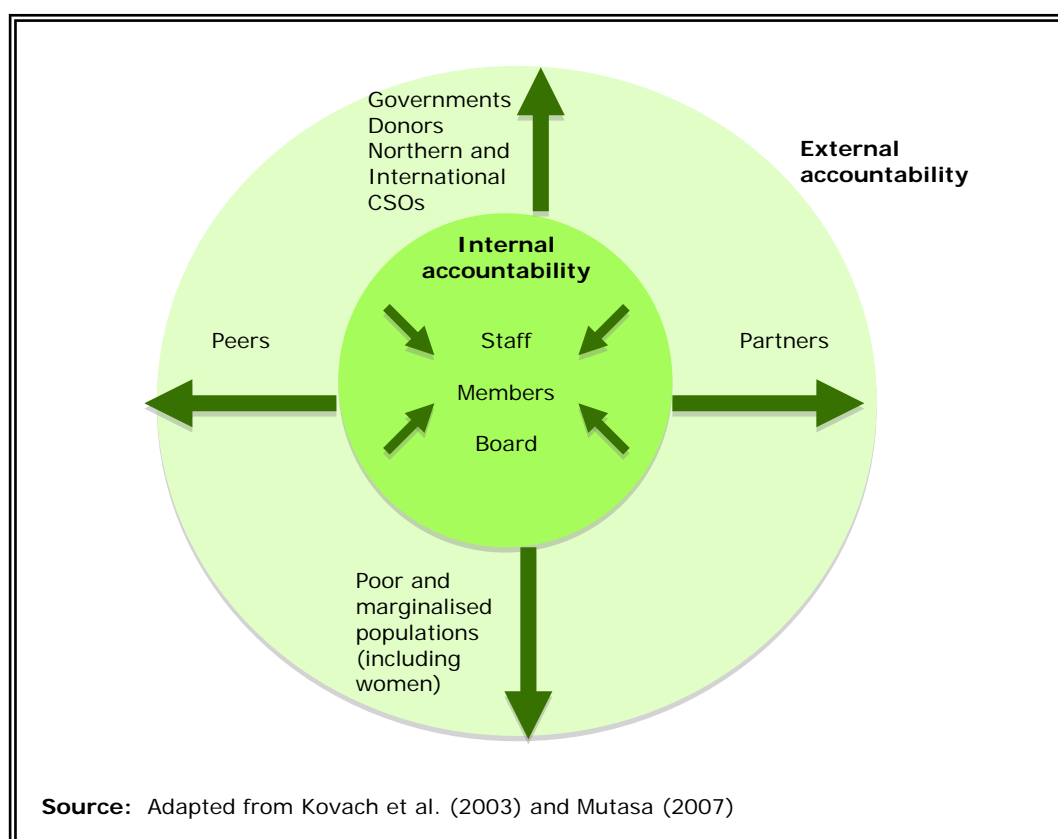 Governments
Donors
Northern and
International
CSOs
External
accountability
Internal
accountability
Peers
Staff
Partners
Members
Board
Poor and
marginalised
populations
(including
women)
Source: Adapted from Kovach et al. (2003) and Mutasa (2007)